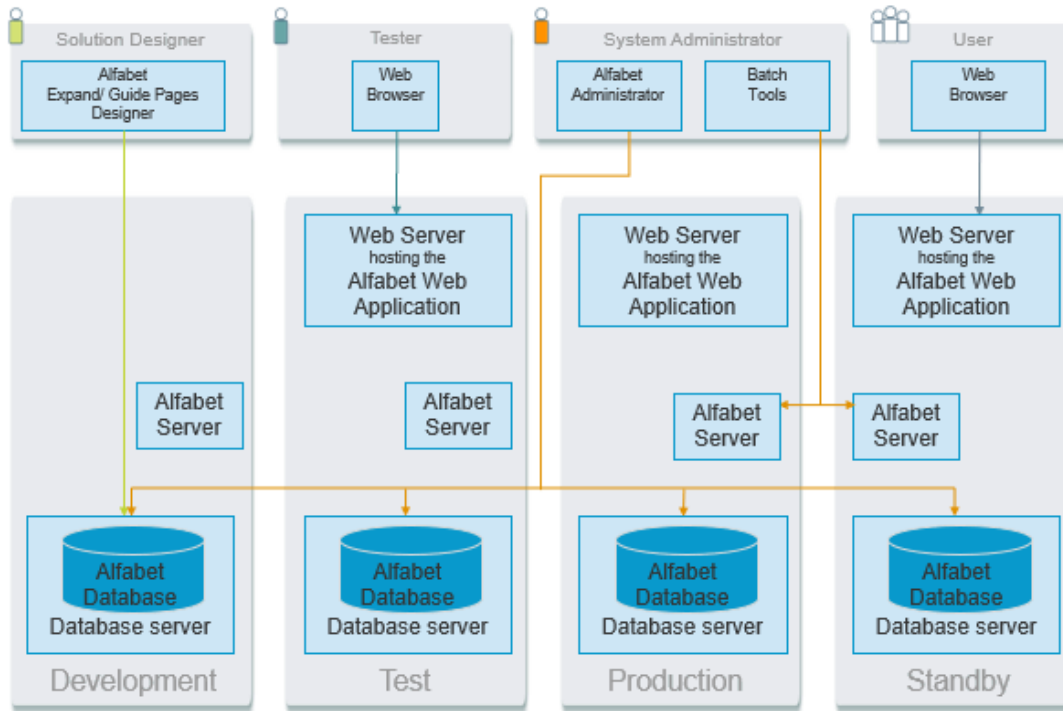 Solution Designer
Alfabet
Expand/ Guide Pages
Designer
Tester
Web
Browser
System Administrator
Alfabet
Administrator
Batch
Tools
User
Web
Browser
Web Server
hosting the
Alfabet Web
Application
Web Server
hosting the
Alfabet Web
Application
Web Server
hosting the
Alfabet Web
Application
Alfabet
Server
Alfabet
Server
Alfabet
Server
Alfabet
Server
Alfabet
Database
Database server
Development
Alfabet
Database
Database server
Test
Alfabet
Database
Database server
Production
Alfabet
Database
Database server
Standby